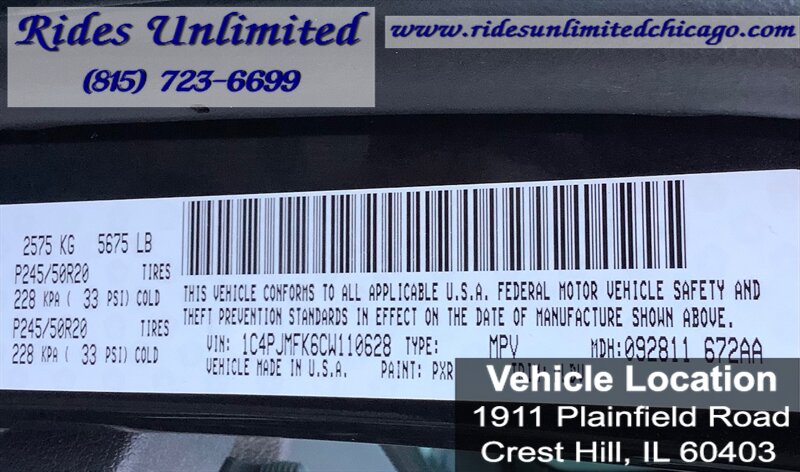 Rides Unlimited
(815) 723-6699
www.ridesunlimitedchicago.com
2575 KG 5675 LB
P245/50R20 TIRES
228 KPA ( 33 PSI) COLD
P245/50R20 TIRES
228 KPA ( 33 PSI) COLD
THIS VEHICLE CONFORMS TO ALL APPLICABLE U.S.A. FEDERAL MOTOR VEHICLE SAFETY AND
THEFT PREVENTION STANDARDS IN EFFECT ON THE DATE OF MANUFACTURE SHOWN ABOVE.
VIN: 1C4PJMFK6CW110628 TYPE: MPV MDH:092811 672AA
VEHICLE MADE IN U.S.A. PAINT: PXR
Vehicle Location
1911 Plainfield Road
Crest Hill, IL 60403